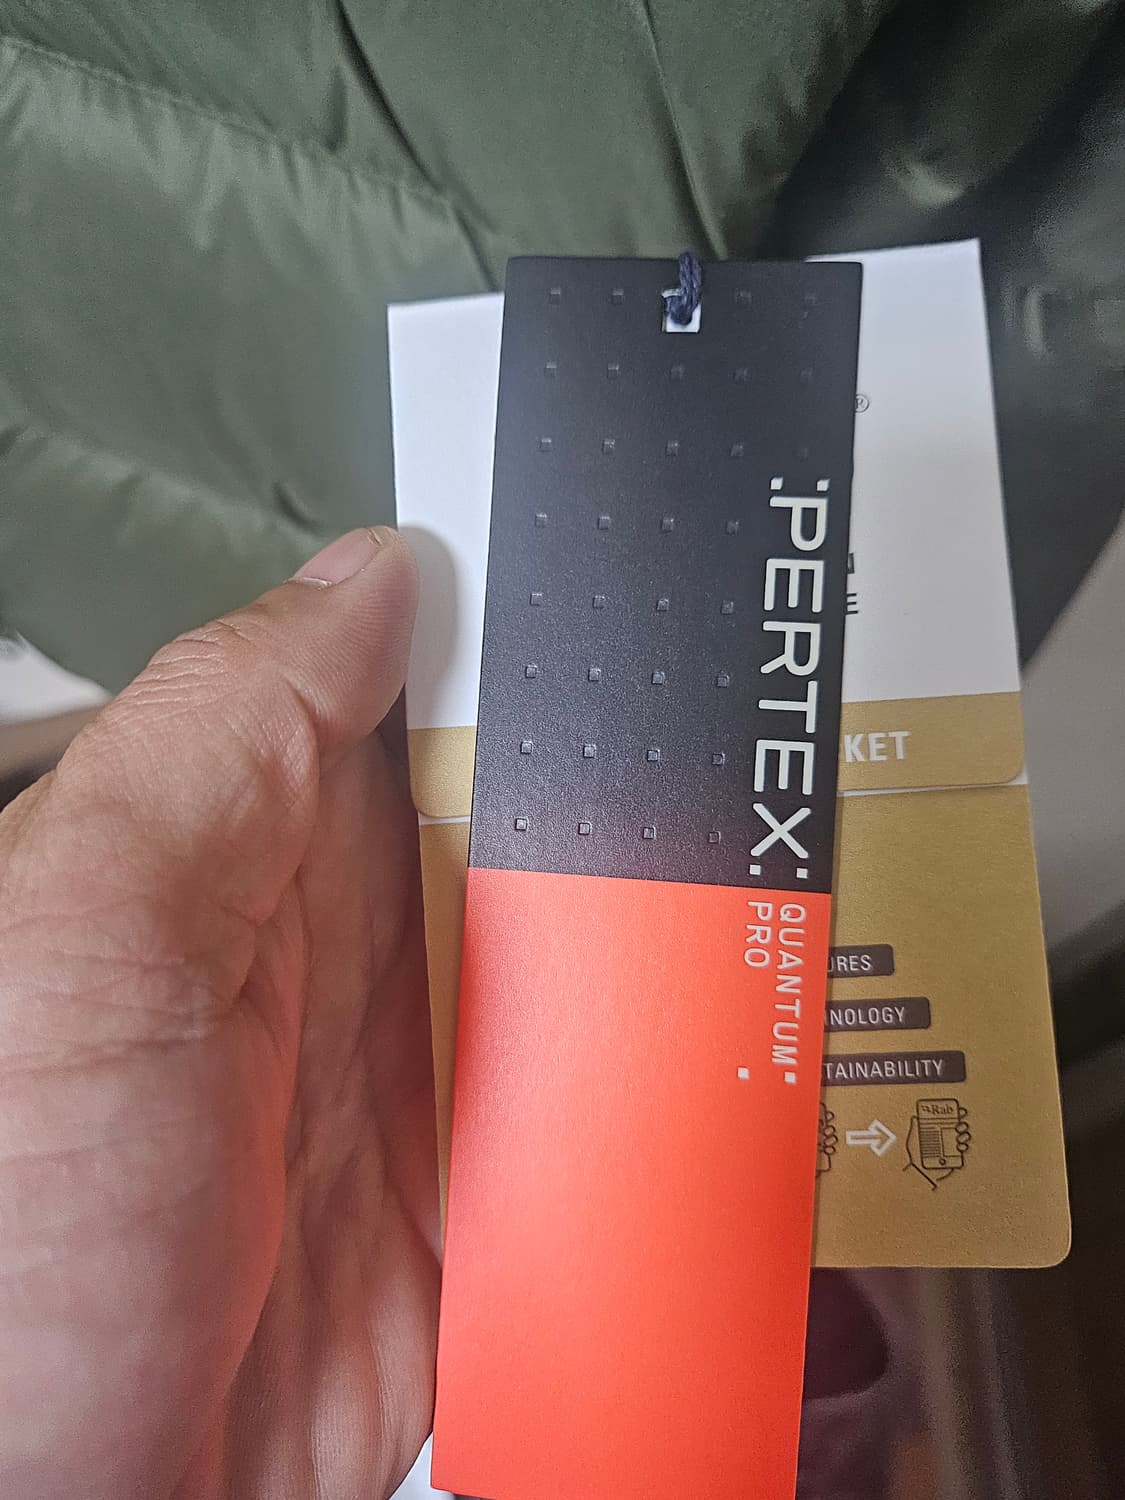 :PERTEX:
QUANTUM
PRO
®
E
KET
URES
NOLOGY
TAINABILITY
Rab